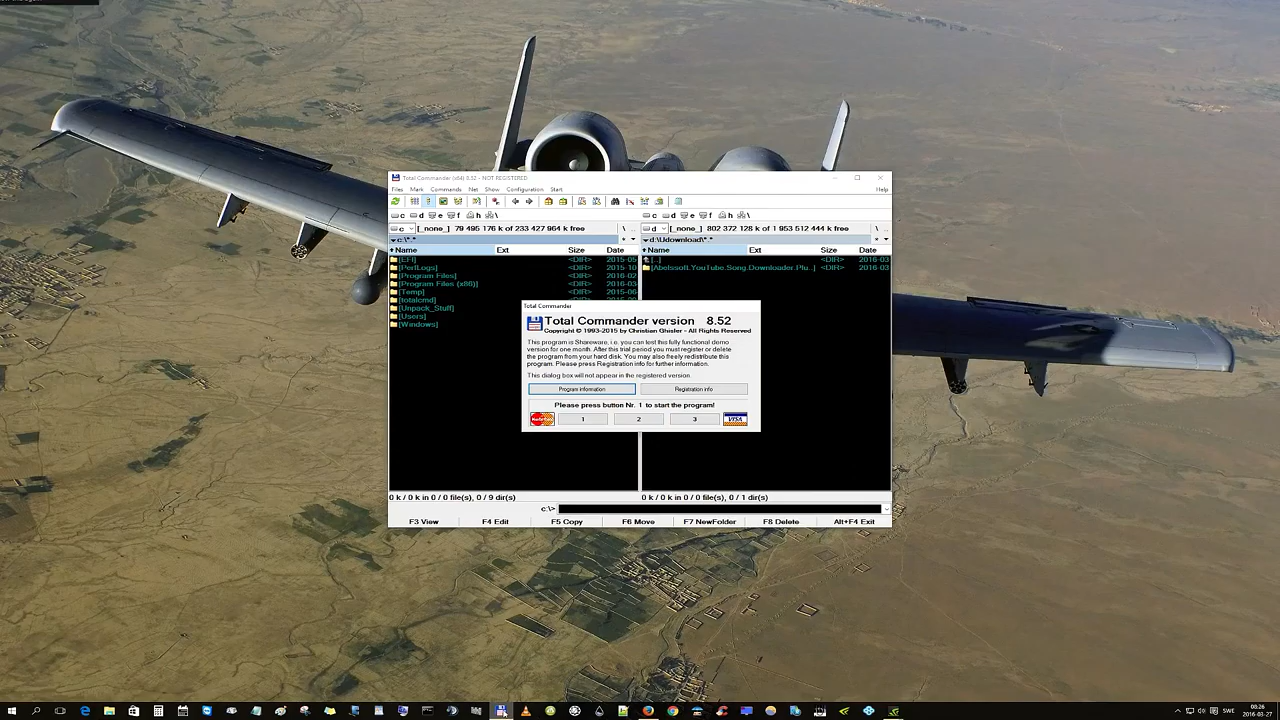 Total Commander (x64) 8.52 - NOT REGISTERED
Files Mark Commands Net Show Configuration Start Help
c d e f h \ c d e f h \
c [_none_] 79 495 176 k of 233 427 964 k free \ .. d [_none_] 802 372 128 k of 1 953 512 444 k free \ ..
c:\*.* * d:\Udownload\*.* *
Name Ext Size Date Name Ext Size Date
[EFI] <DIR> 2015-05 [..] <DIR> 2016-03
[PerfLogs] <DIR> 2015-10 [Abelssoft.YouTube.Song.Downloader.Plu..] <DIR> 2016-03
[Program Files] <DIR> 2016-02
[Program Files (x86)] <DIR> 2016-03
[Temp] <DIR> 2015-06
[totalcmd]
[Unpack_Stuff]
[Users]
[Windows]
Total Commander
Total Commander version 8.52
Copyright © 1993-2015 by Christian Ghisler - All Rights Reserved
This program is Shareware, i.e. you can test this fully functional demo
version for one month. After this trial period you must register or delete
the program from your hard disk. You may also freely redistribute this
program. Please press Registration info for further information.
This dialog box will not appear in the registered version.
Program information Registration info
Please press button Nr. 1 to start the program!
1 2 3 VISA
0 k / 0 k in 0 / 0 file(s), 0 / 9 dir(s) 0 k / 0 k in 0 / 0 file(s), 0 / 1 dir(s)
c:\>
F3 View F4 Edit F5 Copy F6 Move F7 NewFolder F8 Delete Alt+F4 Exit
SWE 08:26
2016-03-27